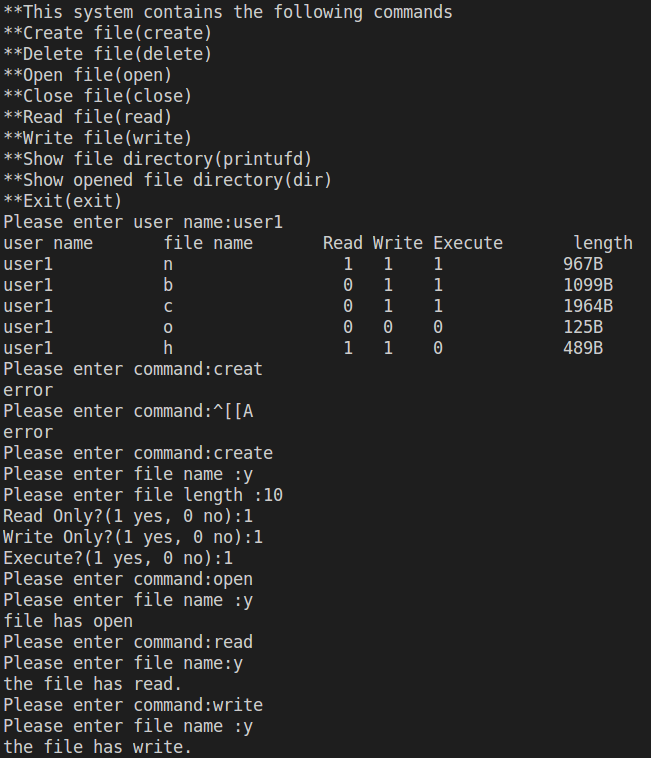 **This system contains the following commands
**Create file(create)
**Delete file(delete)
**Open file(open)
**Close file(close)
**Read file(read)
**Write file(write)
**Show file directory(printufd)
**Show opened file directory(dir)
**Exit(exit)
Please enter user name:user1
user name       file name       Read Write Execute       length
user1           n                 1   1    1            967B
user1           b                 0   1    1            1099B
user1           c                 0   1    1            1964B
user1           o                 0   0    0            125B
user1           h                 1   1    0            489B
Please enter command:creat
error
Please enter command:^[[A
error
Please enter command:create
Please enter file name :y
Please enter file length :10
Read Only?(1 yes, 0 no):1
Write Only?(1 yes, 0 no):1
Execute?(1 yes, 0 no):1
Please enter command:open
Please enter file name :y
file has open
Please enter command:read
Please enter file name:y
the file has read.
Please enter command:write
Please enter file name :y
the file has write.